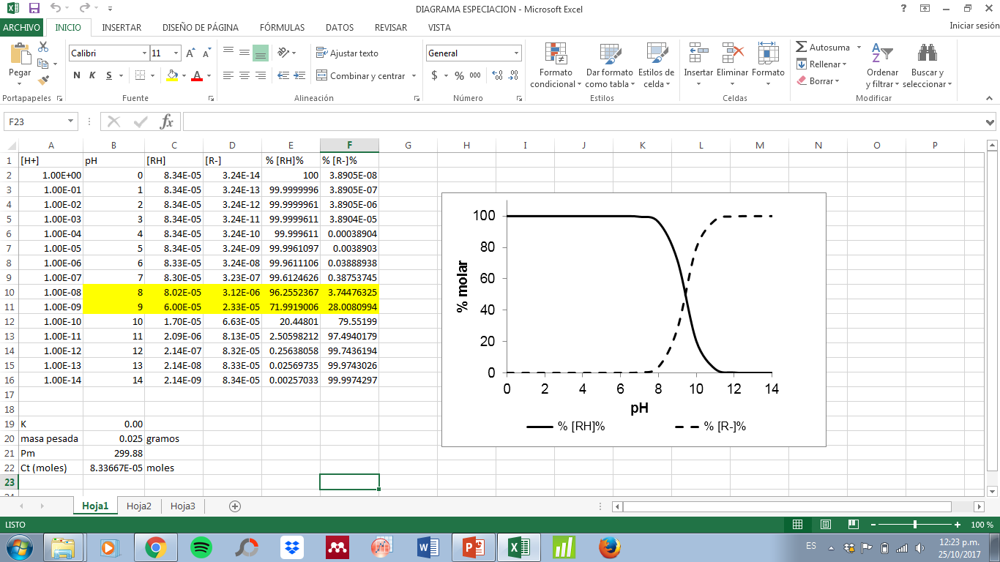 DIAGRAMA ESPECIACION - Microsoft Excel
ARCHIVO INICIO INSERTAR DISEÑO DE PÁGINA FÓRMULAS DATOS REVISAR VISTA Iniciar sesión
Calibri 11 Ajustar texto General Autosuma
Pegar N K S Combinar y centrar $ % 000 Formato condicional Dar formato como tabla Estilos de celda Insertar Eliminar Formato Rellenar Borrar Ordenar y filtrar Buscar y seleccionar
Portapapeles Fuente Alineación Número Estilos Celdas Modificar
F23 fx
A B C D E F G H I J K L M N O P
1 [H+] pH [RH] [R-] % [RH]% % [R-]%
2 1.00E+00 0 8.34E-05 3.24E-14 100 3.8905E-08
3 1.00E-01 1 8.34E-05 3.24E-13 99.9999996 3.8905E-07
4 1.00E-02 2 8.34E-05 3.24E-12 99.9999961 3.8905E-06
5 1.00E-03 3 8.34E-05 3.24E-11 99.9999611 3.8904E-05
6 1.00E-04 4 8.34E-05 3.24E-10 99.999611 0.00038904
7 1.00E-05 5 8.34E-05 3.24E-09 99.9961097 0.0038903
8 1.00E-06 6 8.33E-05 3.24E-08 99.9611106 0.03888938
9 1.00E-07 7 8.30E-05 3.23E-07 99.6124626 0.38753745
10 1.00E-08 8 8.02E-05 3.12E-06 96.2552367 3.74476325
11 1.00E-09 9 6.00E-05 2.33E-05 71.9919006 28.0080994
12 1.00E-10 10 1.70E-05 6.63E-05 20.44801 79.55199
13 1.00E-11 11 2.09E-06 8.13E-05 2.50598212 97.4940179
14 1.00E-12 12 2.14E-07 8.32E-05 0.25638058 99.7436194
15 1.00E-13 13 2.14E-08 8.33E-05 0.02569735 99.9743026
16 1.00E-14 14 2.14E-09 8.34E-05 0.00257033 99.9974297
17
18
19 K 0.00
20 masa pesada 0.025 gramos
21 Pm 299.88
22 Ct (moles) 8.33667E-05 moles
23
% molar
100
80
60
40
20
0
0 2 4 6 8 10 12 14
pH
% [RH]% % [R-]%
Hoja1 Hoja2 Hoja3
LISTO 100 %
ES 12:23 p.m.
25/10/2017